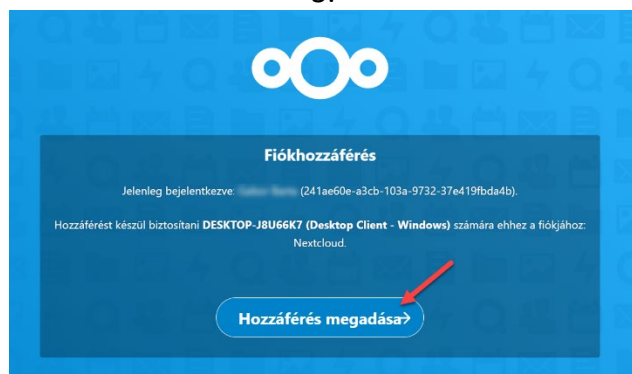 Fiókhozzáférés
Jelenleg bejelentkezve: (241ae60e-a3cb-103a-9732-37e419fbda4b).
Hozzáférést készül biztosítani DESKTOP-J8U66K7 (Desktop Client - Windows) számára ehhez a fiókjához:
Nextcloud.
Hozzáférés megadása→